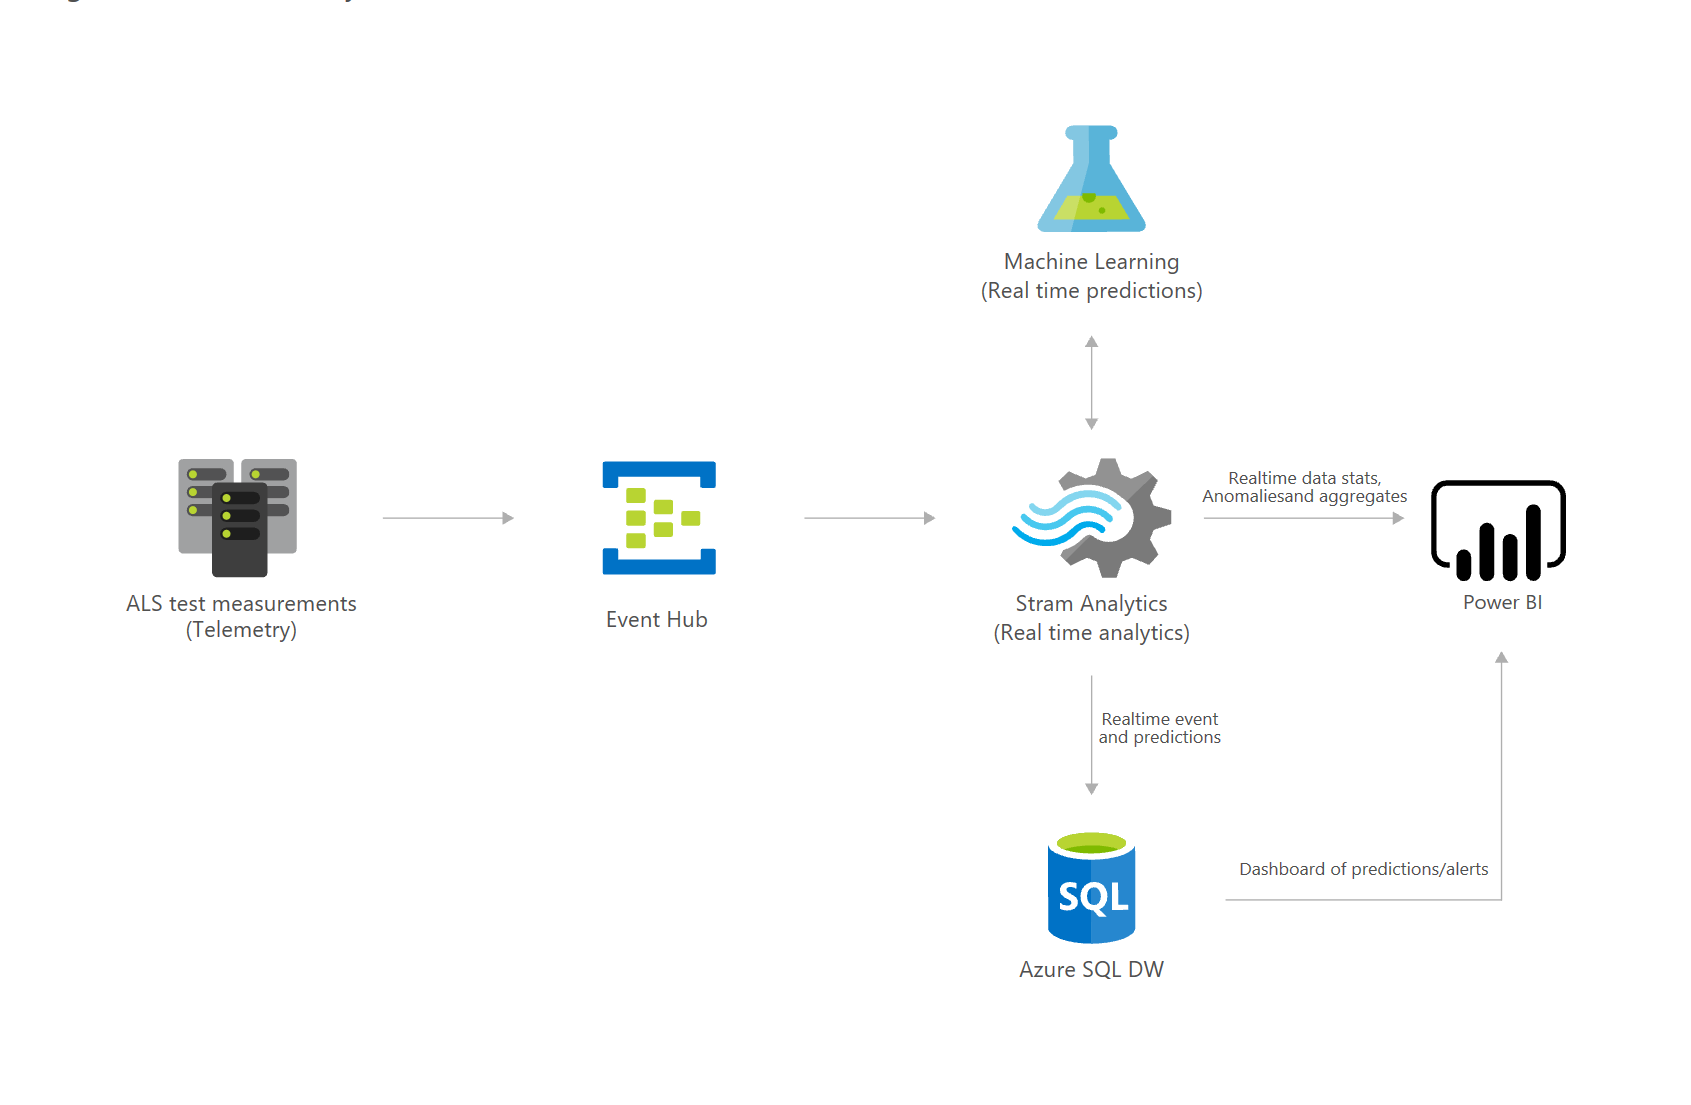 Machine Learning
(Real time predictions)
Realtime data stats,
Anomaliesand aggregates
ALS test measurements
(Telemetry)
Event Hub
Stram Analytics
(Real time analytics)
Power BI
Realtime event
and predictions
SQL
Dashboard of predictions/alerts
Azure SQL DW